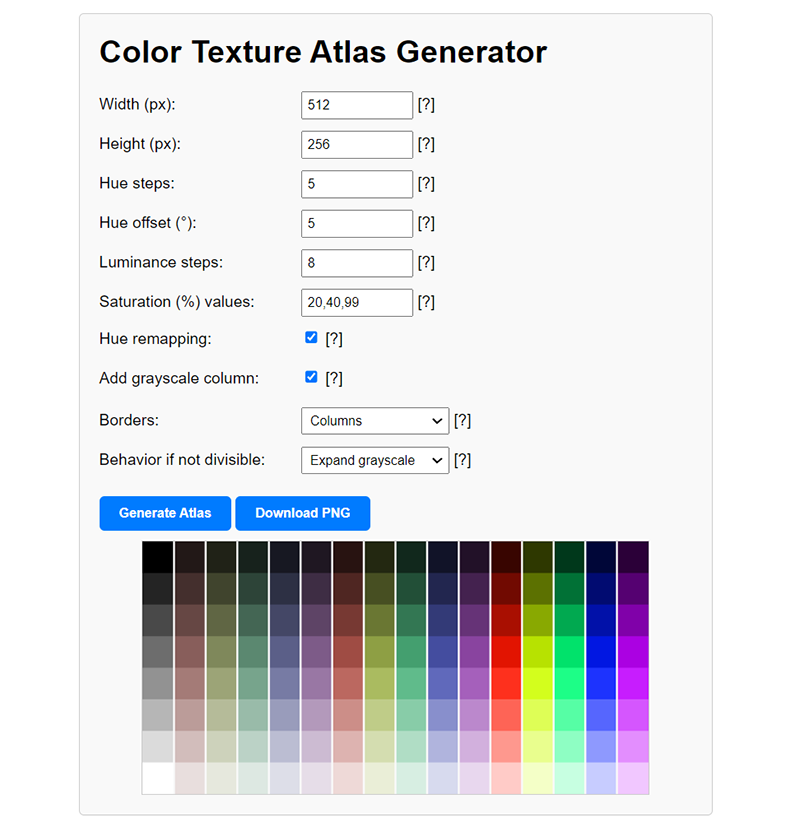 Color Texture Atlas Generator
Width (px): 512 [?]
Height (px): 256 [?]
Hue steps: 5 [?]
Hue offset (°): 5 [?]
Luminance steps: 8 [?]
Saturation (%) values: 20,40,99 [?]
Hue remapping: [?]
Add grayscale column: [?]
Borders: Columns [?]
Behavior if not divisible: Expand grayscale [?]
Generate Atlas Download PNG